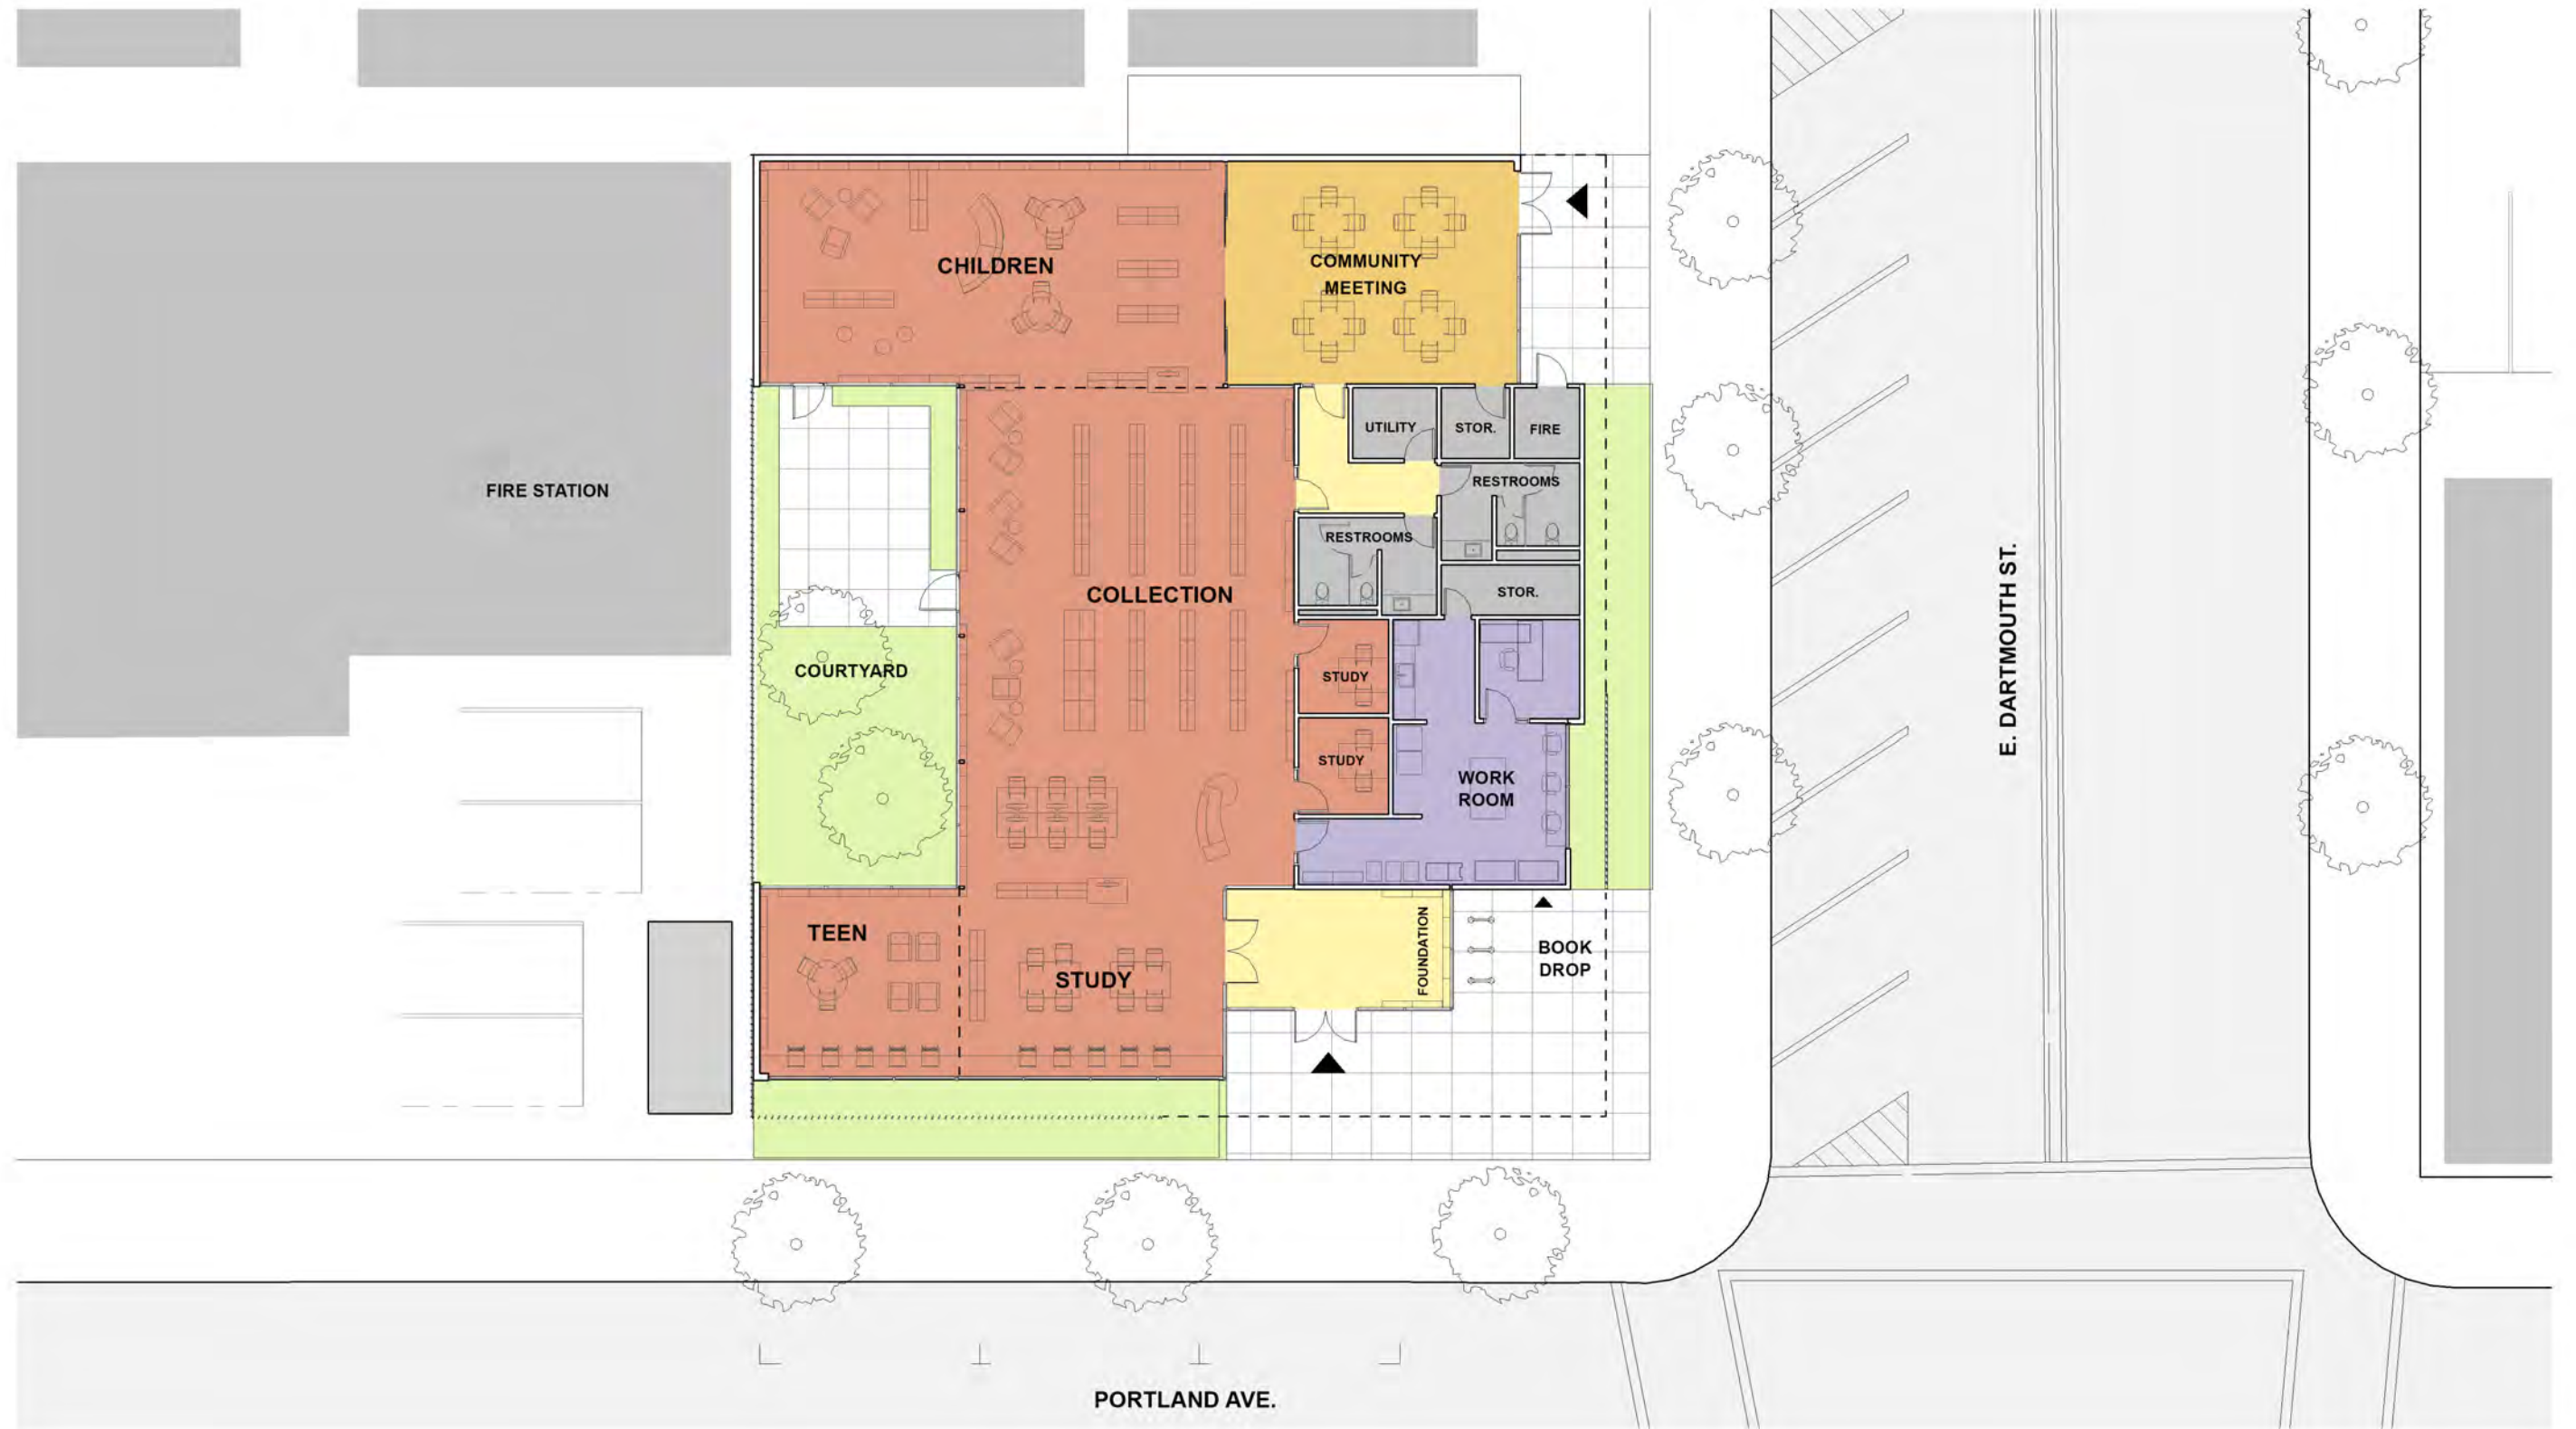 CHILDREN
COMMUNITY
MEETING
UTILITY
STOR.
FIRE
RESTROOMS
FIRE STATION
RESTROOMS
COLLECTION
STOR.
COURTYARD
STUDY
STUDY
WORK
ROOM
E. DARTMOUTH ST.
TEEN
STUDY
FOUNDATION
BOOK
DROP
PORTLAND AVE.